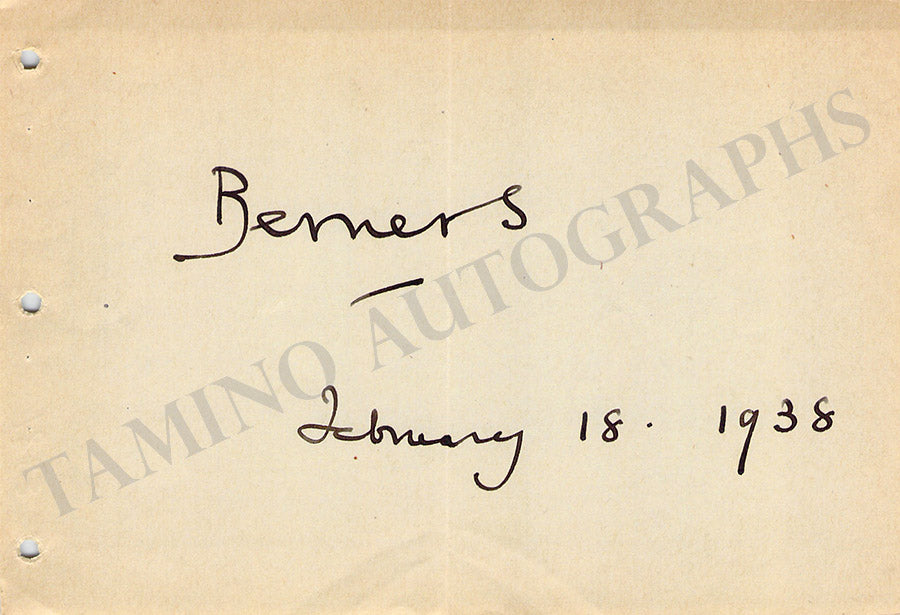 Berners
February 18. 1938
TAMINO AUTOGRAPHS